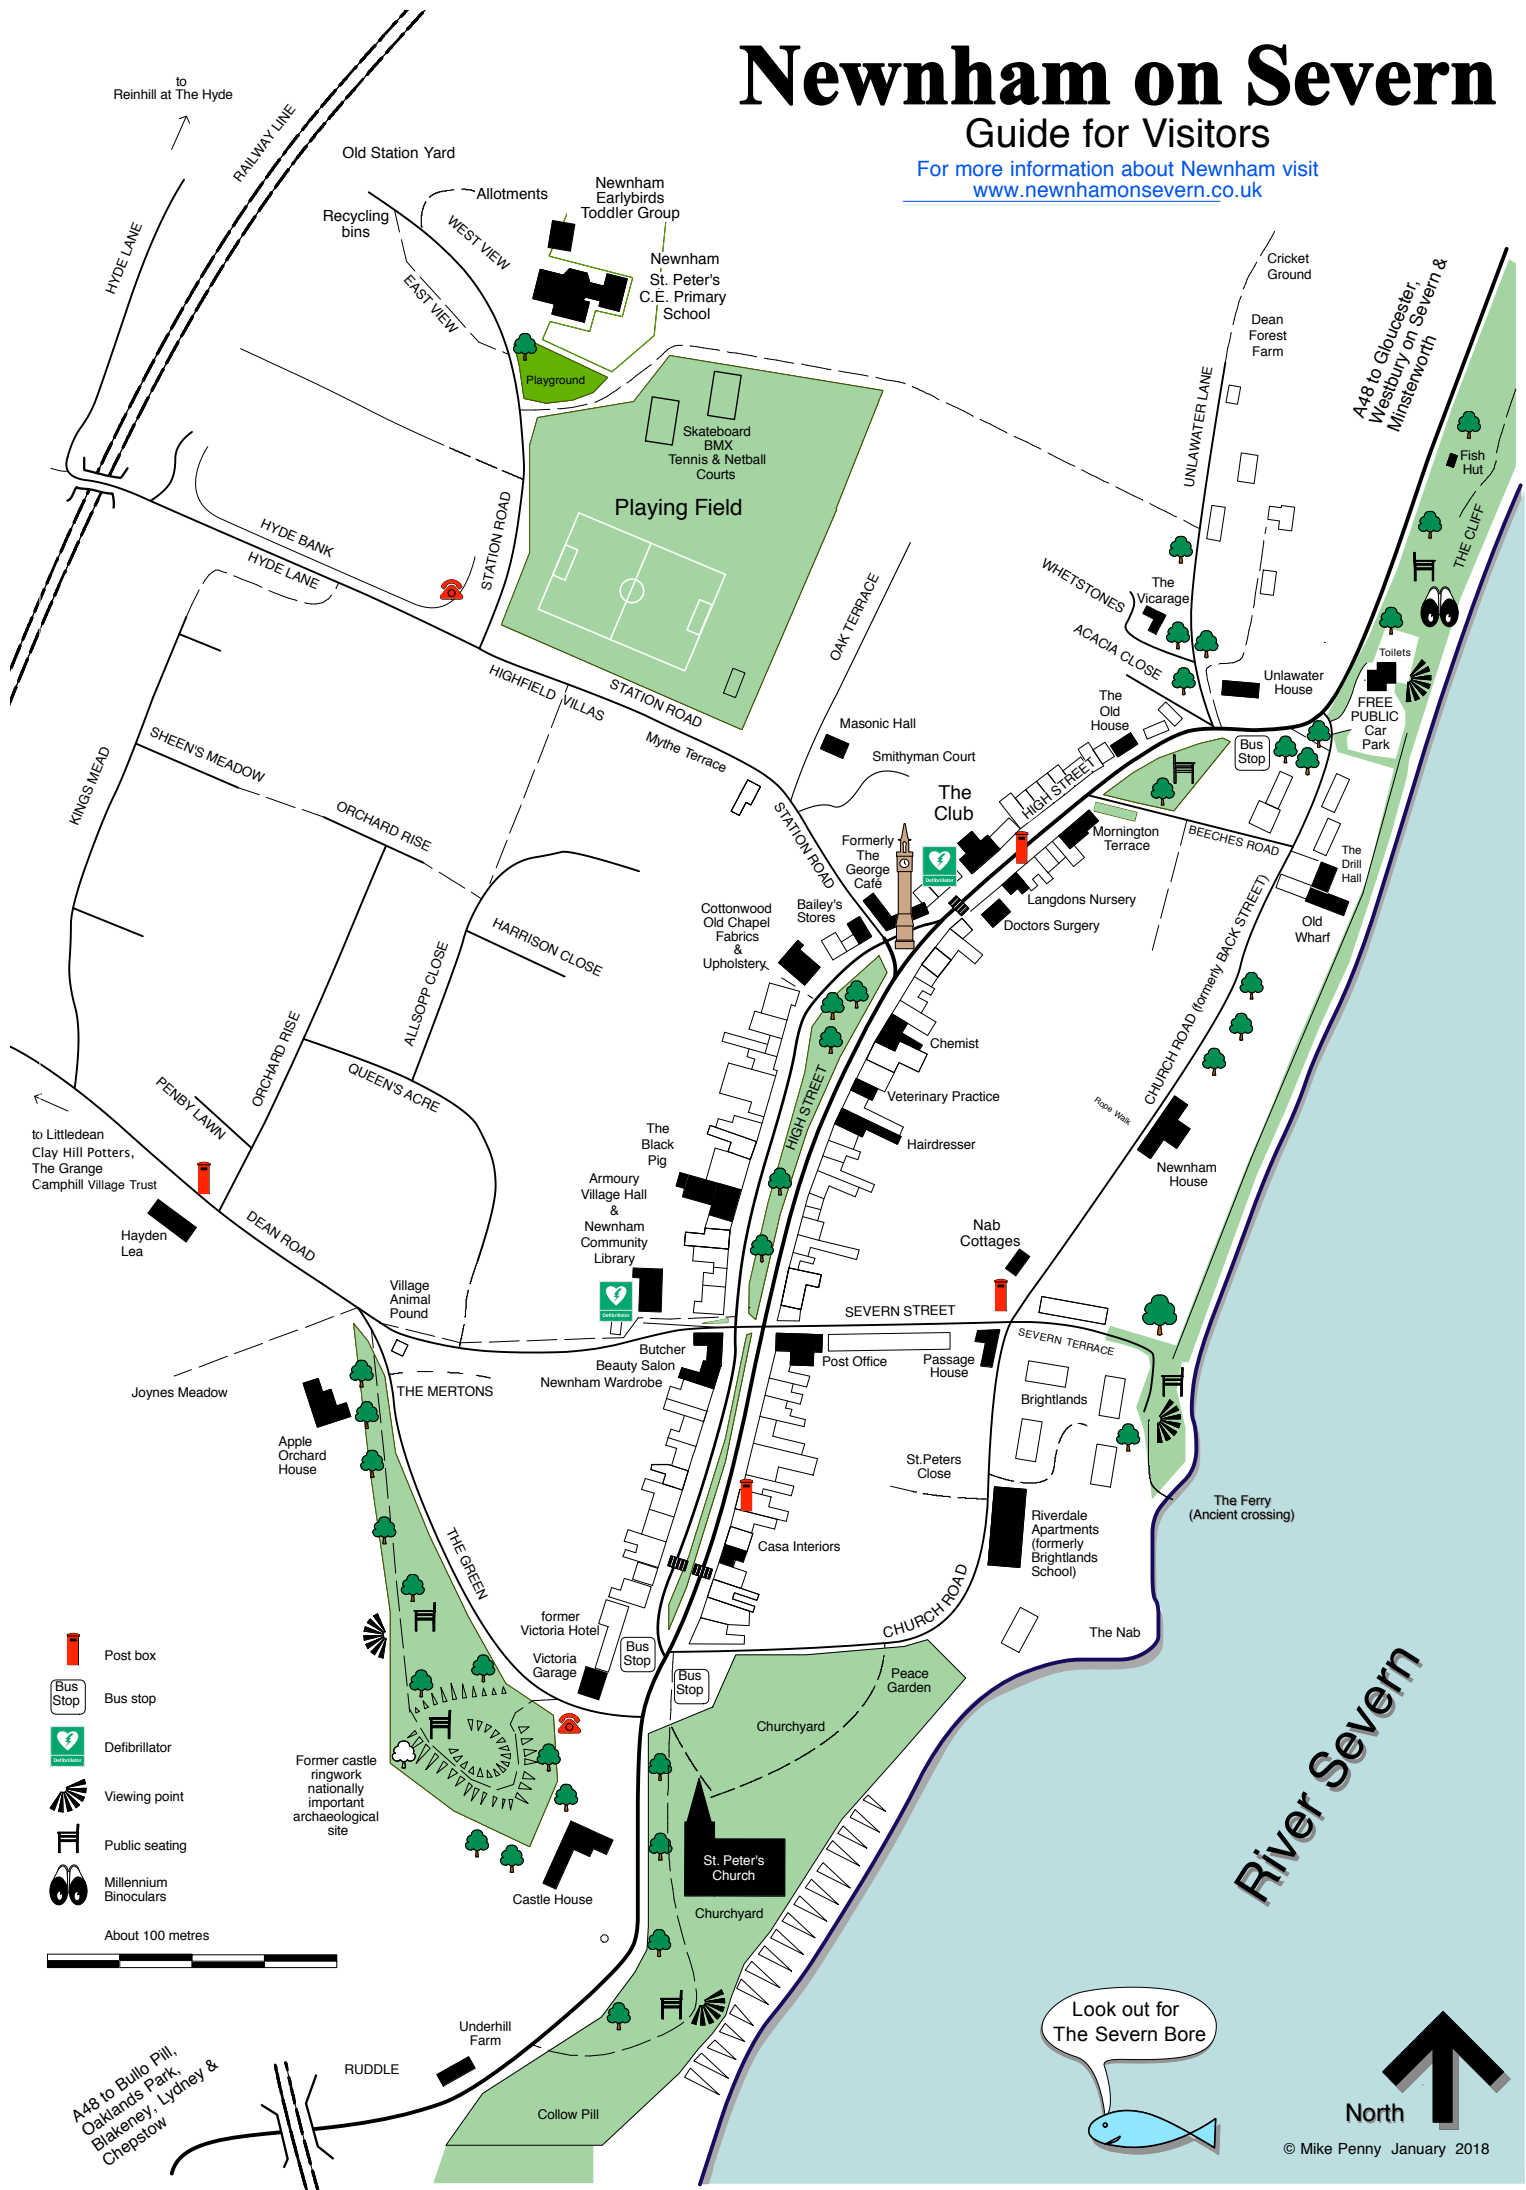 Newnham on Severn
Guide for Visitors
For more information about Newnham visit
www.newnhamonsevern.co.uk
to
Reinhill at The Hyde
RAILWAY LINE
HYDE LANE
Old Station Yard
Allotments
Recycling
bins
WEST VIEW
EAST VIEW
Newnham
Earlybirds
Toddler Group
Newnham
St. Peter's
C.E. Primary
School
Playground
Skateboard
BMX
Tennis & Netball
Courts
Playing Field
Cricket
Ground
Dean
Forest
Farm
UNLAWATER LANE
A48 to Gloucester,
Westbury on Severn &
Minsterworth
Fish
Hut
THE CLIFF
HYDE BANK
HYDE LANE
STATION ROAD
WHETSTONES
The
Vicarage
ACACIA CLOSE
OAK TERRACE
Toilets
FREE
PUBLIC
Car
Park
Unlawater
House
The
Old
House
Bus
Stop
HIGHFIELD VILLAS
STATION ROAD
Mythe Terrace
Masonic Hall
Smithyman Court
KINGS MEAD
SHEEN'S MEADOW
ORCHARD RISE
STATION ROAD
The
Club
HIGH STREET
Mornington
Terrace
BEECHES ROAD
The
Drill
Hall
Formerly
The
George
Café
Defibrillator
Langdons Nursery
Doctors Surgery
Old
Wharf
Bailey's
Stores
Cottonwood
Old Chapel
Fabrics
&
Upholstery
HARRISON CLOSE
ALLSOPP CLOSE
CHURCH ROAD (formerly BACK STREET)
ORCHARD RISE
QUEEN'S ACRE
PENBY LAWN
to Littledean
Clay Hill Potters,
The Grange
Camphill Village Trust
Hayden
Lea
DEAN ROAD
Chemist
Veterinary Practice
Hairdresser
HIGH STREET
Rope Walk
Newnham
House
The
Black
Pig
Armoury
Village Hall
&
Newnham
Community
Library
Defibrillator
Nab
Cottages
SEVERN STREET
SEVERN TERRACE
Village
Animal
Pound
Joynes Meadow
THE MERTONS
Butcher
Beauty Salon
Newnham Wardrobe
Post Office
Passage
House
Brightlands
Apple
Orchard
House
St.Peters
Close
The Ferry
(Ancient crossing)
Riverdale
Apartments
(formerly
Brightlands
School)
Casa Interiors
THE GREEN
CHURCH ROAD
The Nab
former
Victoria Hotel
Victoria
Garage
Bus
Stop
Bus
Stop
Peace
Garden
Churchyard
St. Peter's
Church
Churchyard
River Severn
Post box
Bus
Stop
Bus stop
Defibrillator
Defibrillator
Viewing point
Public seating
Millennium
Binoculars
About 100 metres
Former castle
ringwork
nationally
important
archaeological
site
Castle House
Underhill
Farm
RUDDLE
A48 to Bullo Pill,
Oaklands Park,
Blakeney, Lydney &
Chepstow
Collow Pill
Look out for
The Severn Bore
North
© Mike Penny January 2018